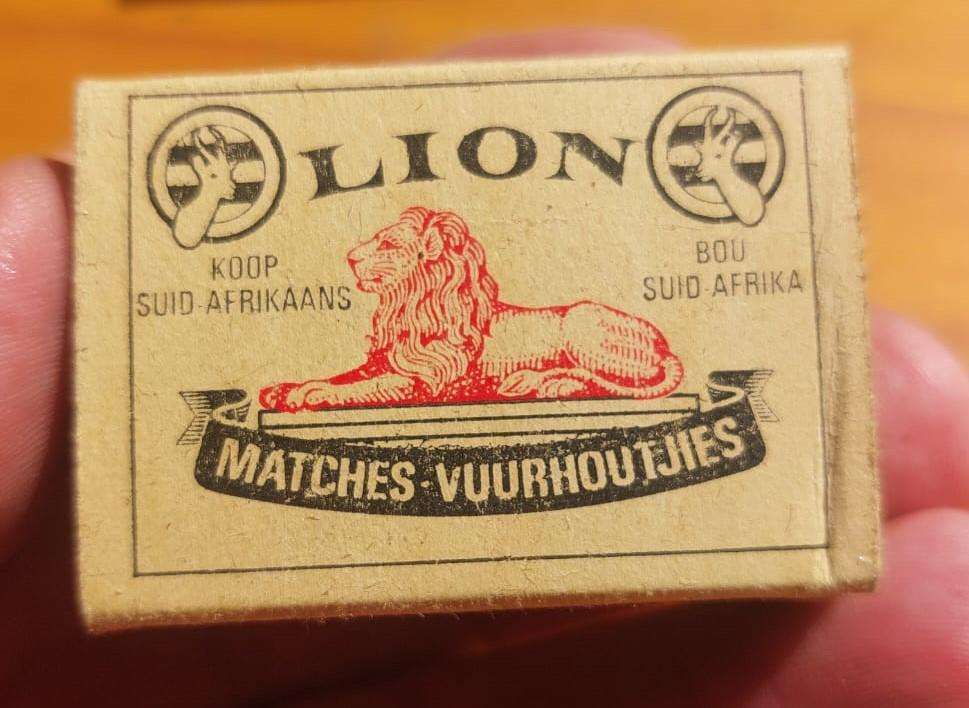 LION
KOOP
SUID-AFRIKAANS
BOU
SUID-AFRIKA
MATCHES-VUURHOUTJIES